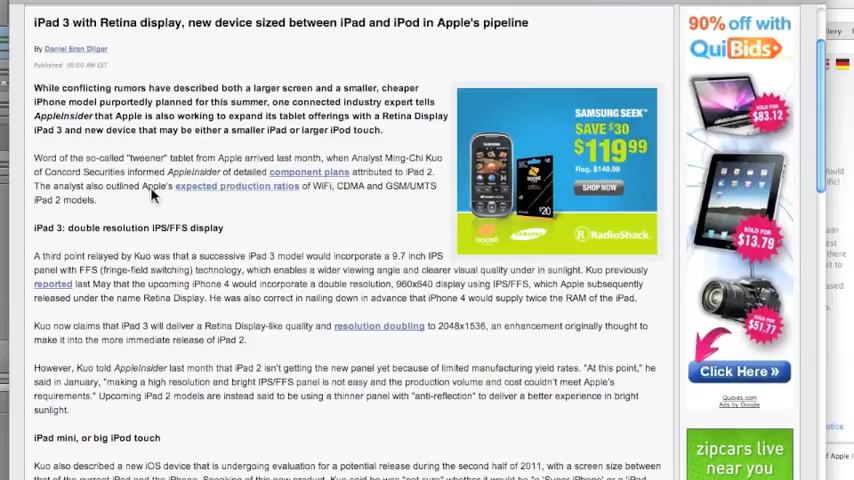 iPad 3 with Retina display, new device sized between iPad and iPod in Apple's pipeline
By Daniel Eran Dilger
Published: 09:00 AM EST
While conflicting rumors have described both a larger screen and a smaller, cheaper
iPhone model purportedly planned for this summer, one connected industry expert tells
AppleInsider that Apple is also working to expand its tablet offerings with a Retina Display
iPad 3 and new device that may be either a smaller iPad or larger iPod touch.
Word of the so-called "tweener" tablet from Apple arrived last month, when Analyst Ming-Chi Kuo
of Concord Securities informed AppleInsider of detailed component plans attributed to iPad 2.
The analyst also outlined Apple's expected production ratios of WiFi, CDMA and GSM/UMTS
iPad 2 models.
iPad 3: double resolution IPS/FFS display
A third point relayed by Kuo was that a successive iPad 3 model would incorporate a 9.7 inch IPS
panel with FFS (fringe-field switching) technology, which enables a wider viewing angle and clearer visual quality under in sunlight. Kuo previously
reported last May that the upcoming iPhone 4 would incorporate a double resolution, 960x640 display using IPS/FFS, which Apple subsequently
released under the name Retina Display. He was also correct in nailing down in advance that iPhone 4 would supply twice the RAM of the iPad.
Kuo now claims that iPad 3 will deliver a Retina Display-like quality and resolution doubling to 2048x1536, an enhancement originally thought to
make it into the more immediate release of iPad 2.
However, Kuo told AppleInsider last month that iPad 2 isn't getting the new panel yet because of limited manufacturing yield rates. "At this point," he
said in January, "making a high resolution and bright IPS/FFS panel is not easy and the production volume and cost couldn't meet Apple's
requirements." Upcoming iPad 2 models are instead said to be using a thinner panel with "anti-reflection" to deliver a better experience in bright
sunlight.
iPad mini, or big iPod touch
Kuo also described a new iOS device that is undergoing evaluation for a potential release during the second half of 2011, with a screen size between
SAMSUNG SEEK™
SAVE $30
$119.99
Reg. $149.99
SHOP NOW
boost
$20
boost
SAMSUNG
RadioShack
90% off with
QuiBids
SOLD FOR
$83.12
SOLD FOR
$13.79
SOLD FOR
$51.77
Click Here »
Quibids.com
Ads by Google
zipcars live
near you